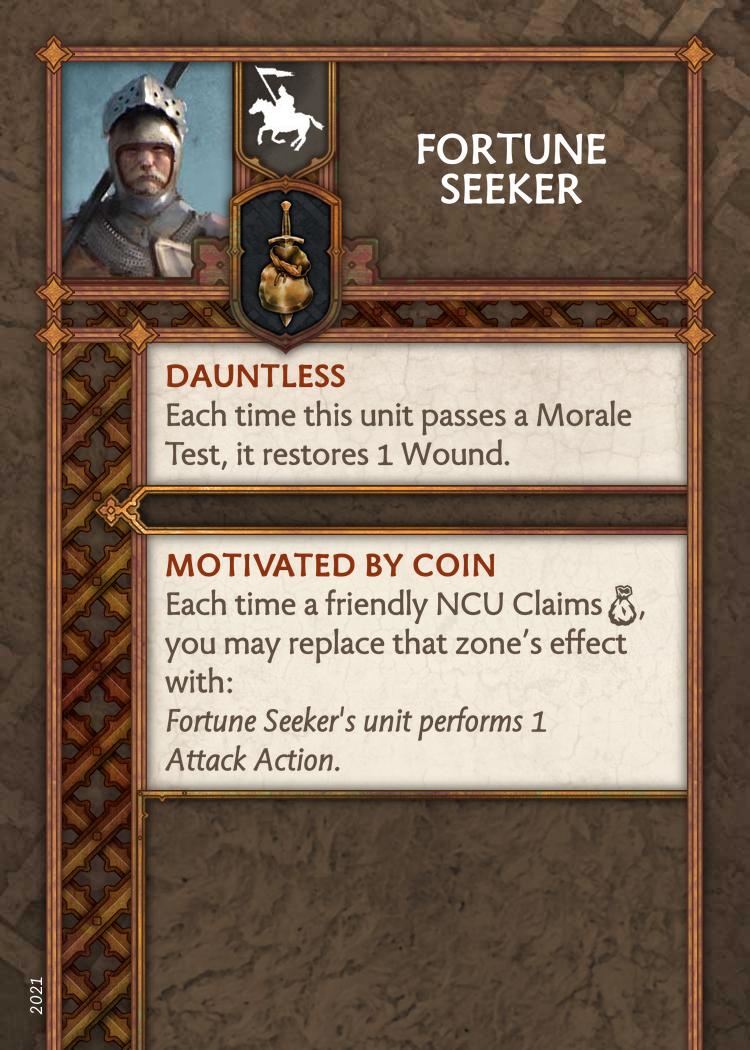 FORTUNE
SEEKER
DAUNTLESS
Each time this unit passes a Morale
Test, it restores 1 Wound.
MOTIVATED BY COIN
Each time a friendly NCU Claims ,
you may replace that zone's effect
with:
Fortune Seeker's unit performs 1
Attack Action.
2021